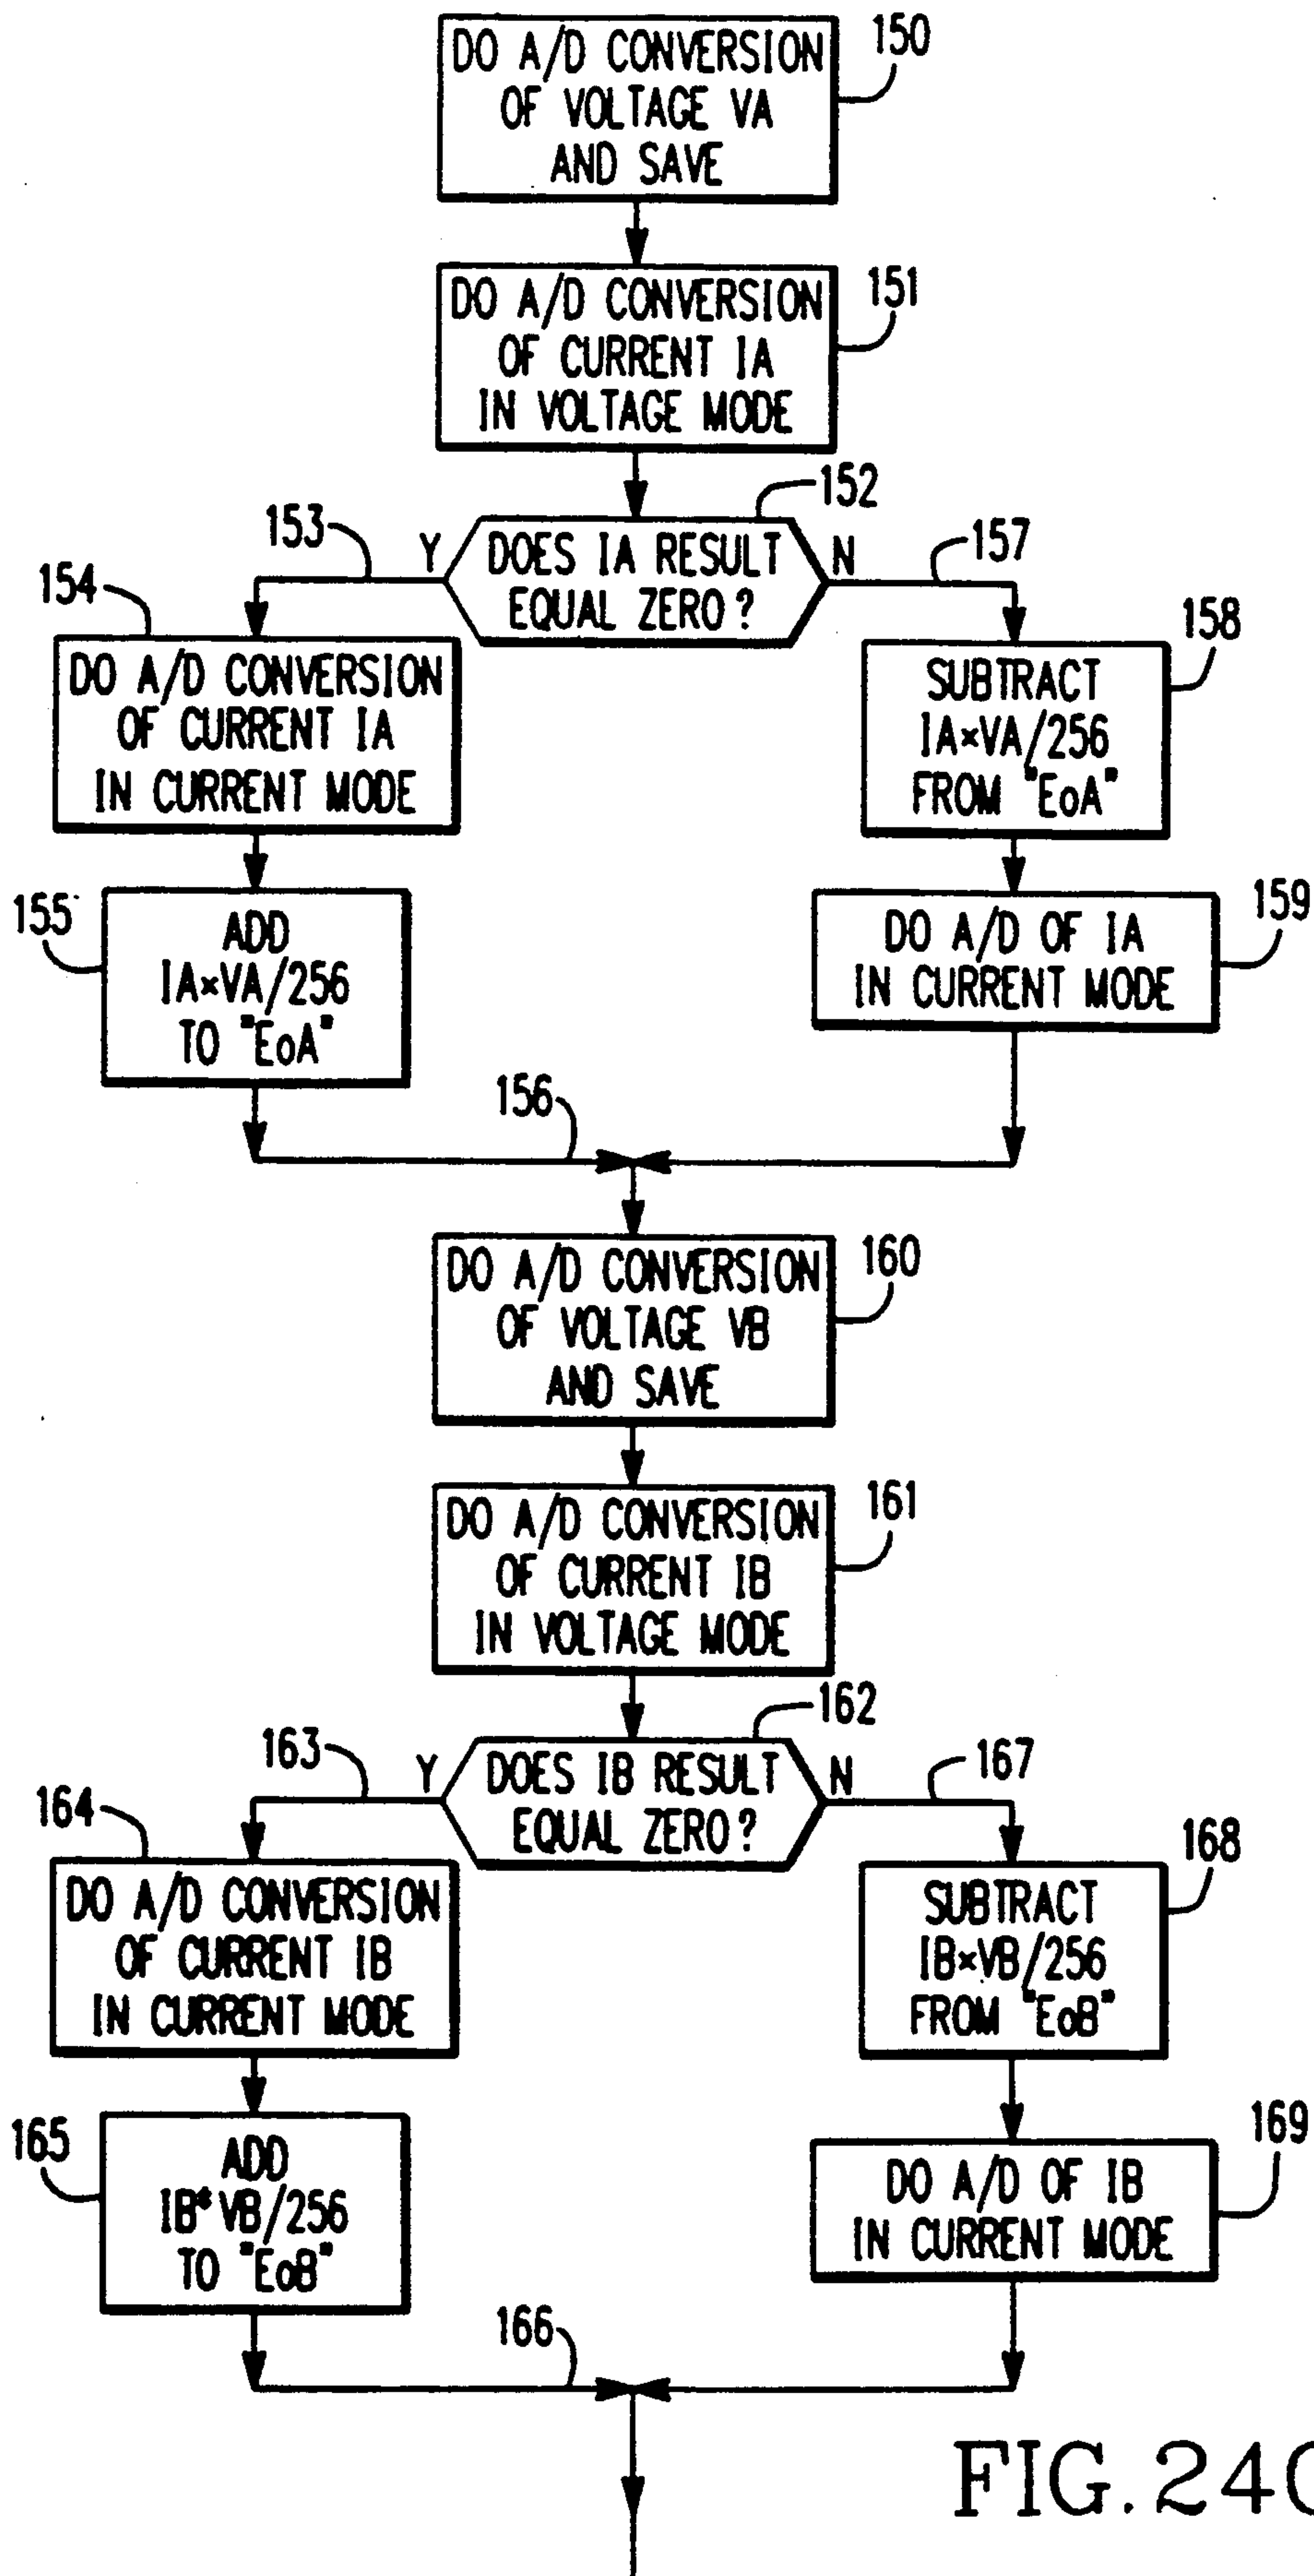 DO A/D CONVERSION
OF VOLTAGE VA
AND SAVE
150
DO A/D CONVERSION
OF CURRENT IA
IN VOLTAGE MODE
151
152
153
Y
DOES IA RESULT
EQUAL ZERO?
N
157
154
DO A/D CONVERSION
OF CURRENT IA
IN CURRENT MODE
158
SUBTRACT
IA×VA/256
FROM "EoA"
155
ADD
IA×VA/256
TO "EoA"
159
DO A/D OF IA
IN CURRENT MODE
156
DO A/D CONVERSION
OF VOLTAGE VB
AND SAVE
160
DO A/D CONVERSION
OF CURRENT IB
IN VOLTAGE MODE
161
162
163
Y
DOES IB RESULT
EQUAL ZERO?
N
167
164
DO A/D CONVERSION
OF CURRENT IB
IN CURRENT MODE
168
SUBTRACT
IB×VB/256
FROM "EoB"
165
ADD
IB*VB/256
TO "EoB"
169
DO A/D OF IB
IN CURRENT MODE
166
FIG. 24